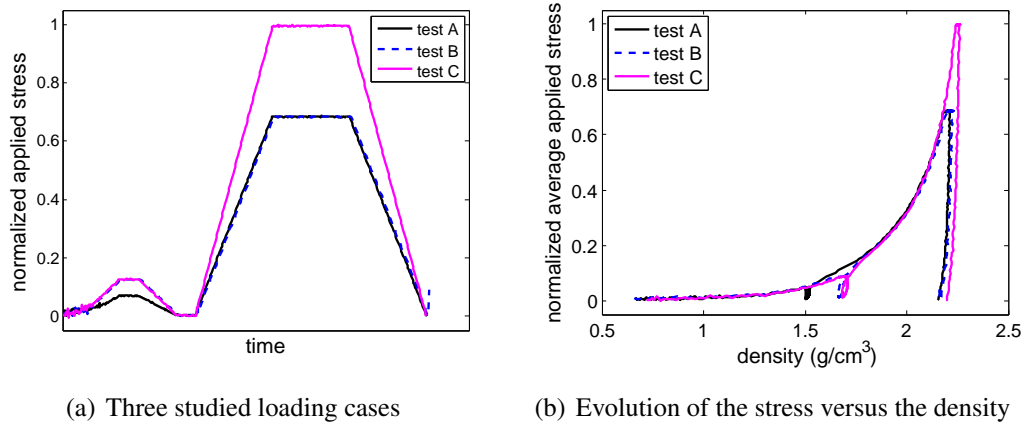 normalized applied stress
1
0.8
0.6
0.4
0.2
0
time
test A
test B
test C
(a) Three studied loading cases
normalized average applied stress
1
0.8
0.6
0.4
0.2
0
0.5 1 1.5 2 2.5
density (g/cm³)
test A
test B
test C
(b) Evolution of the stress versus the density